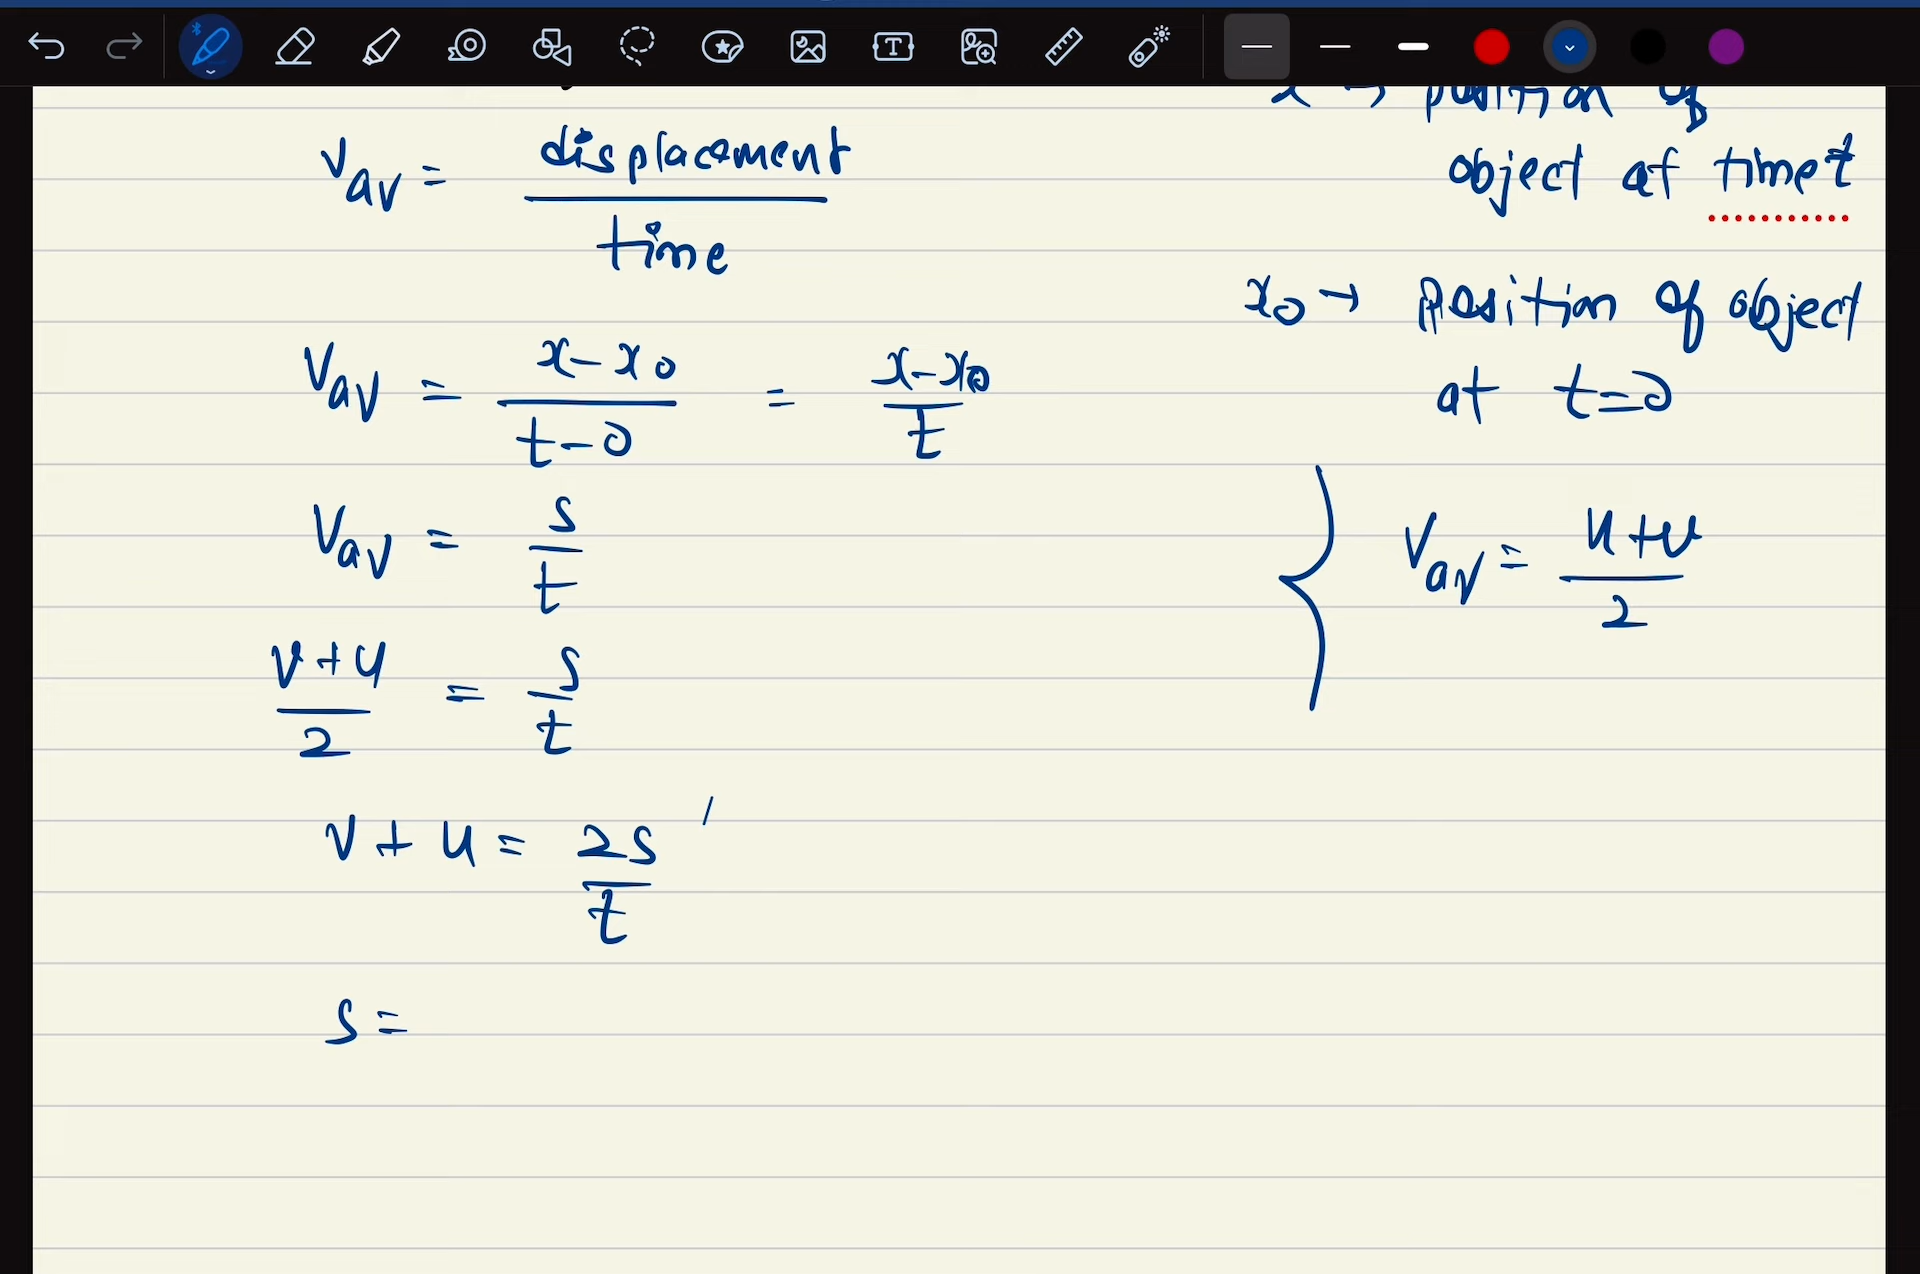 v_av = displacement / time
V_av = x - x0 / t - 0 = x - x0 / t
V_av = s / t
v + u / 2 = s / t
v + u = 2s / t
s =
x → position of
object at time t
x0 → Position of object
at t = 0
V_av = u + v / 2